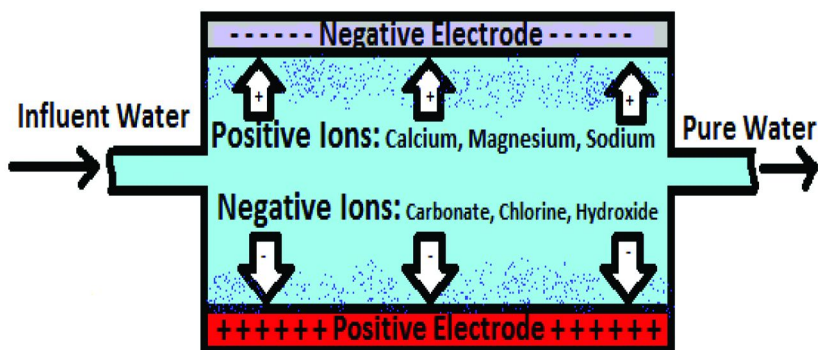 - - - - - - Negative Electrode - - - - - -
+ + +
Influent Water
Pure Water
Positive Ions: Calcium, Magnesium, Sodium
Negative Ions: Carbonate, Chlorine, Hydroxide
- - -
+ + + + + + Positive Electrode + + + + + +